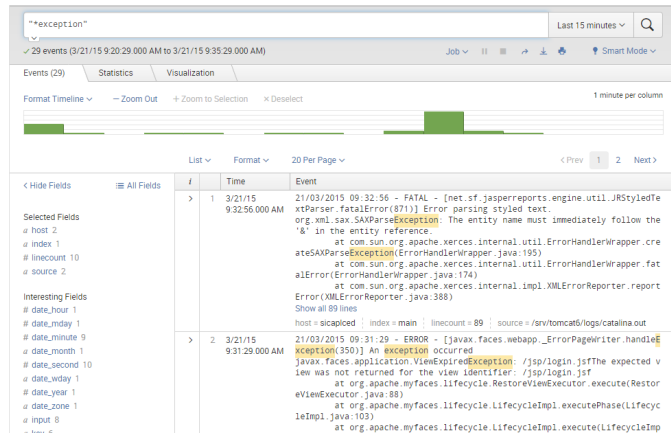 "*exception"
Last 15 minutes
29 events (3/21/15 9:20:29.000 AM to 3/21/15 9:35:29.000 AM)
Job
Smart Mode
Events (29)
Statistics
Visualization
Format Timeline
— Zoom Out
+ Zoom to Selection
× Deselect
1 minute per column
List
Format
20 Per Page
< Prev
1
2
Next >
< Hide Fields
All Fields
i
Time
Event
Selected Fields
a host 2
a index 1
# linecount 10
a source 2
Interesting Fields
# date_hour 1
# date_mday 1
# date_minute 9
a date_month 1
# date_second 10
a date_wday 1
# date_year 1
a date_zone 1
a input 8
> 1
3/21/15
9:32:56.000 AM
21/03/2015 09:32:56 - FATAL - [net.sf.jasperreports.engine.util.JRStyledTe
xtParser.fatalError(871)] Error parsing styled text.
org.xml.sax.SAXParseException: The entity name must immediately follow the
'&' in the entity reference.
at com.sun.org.apache.xerces.internal.util.ErrorHandlerWrapper.cre
ateSAXParseException(ErrorHandlerWrapper.java:195)
at com.sun.org.apache.xerces.internal.util.ErrorHandlerWrapper.fat
alError(ErrorHandlerWrapper.java:174)
at com.sun.org.apache.xerces.internal.impl.XMLErrorReporter.report
Error(XMLErrorReporter.java:388)
Show all 89 lines
host = sicaplced
index = main
linecount = 89
source = /srv/tomcat6/logs/catalina.out
> 2
3/21/15
9:31:29.000 AM
21/03/2015 09:31:29 - ERROR - [javax.faces.webapp._ErrorPageWriter.handleE
xception(350)] An exception occurred
javax.faces.application.ViewExpiredException: /jsp/login.jsfThe expected v
iew was not returned for the view identifier: /jsp/login.jsf
at org.apache.myfaces.lifecycle.RestoreViewExecutor.execute(Restor
eViewExecutor.java:88)
at org.apache.myfaces.lifecycle.LifecycleImpl.executePhase(Lifecyc
leImpl.java:103)
at org.apache.myfaces.lifecycle.LifecycleImpl.execute(LifecycleImp